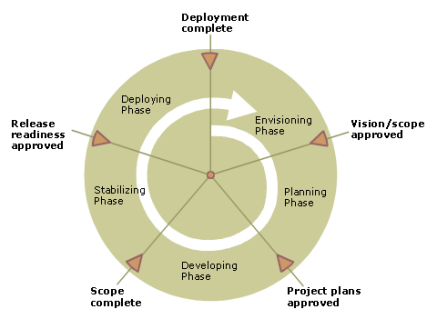 Deployment
complete
Deploying
Phase
Envisioning
Phase
Release
readiness
approved
Vision/scope
approved
Stabilizing
Phase
Planning
Phase
Developing
Phase
Scope
complete
Project plans
approved